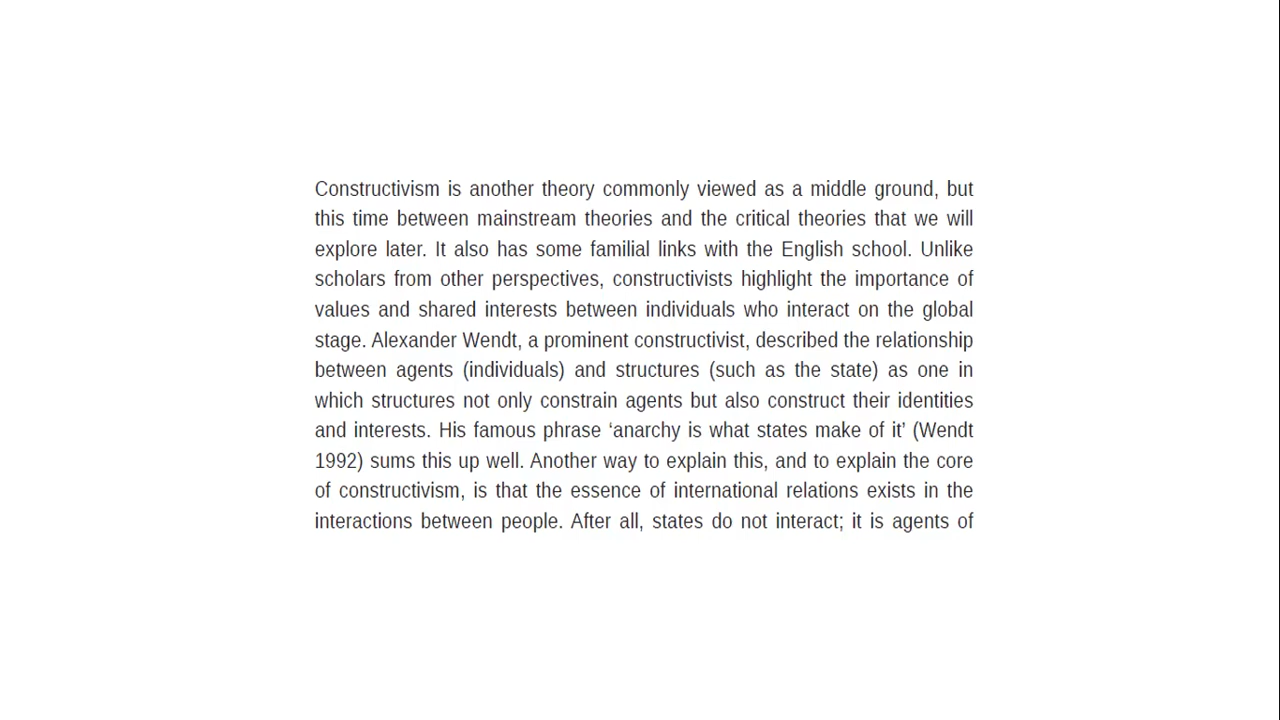 Constructivism is another theory commonly viewed as a middle ground, but
this time between mainstream theories and the critical theories that we will
explore later. It also has some familial links with the English school. Unlike
scholars from other perspectives, constructivists highlight the importance of
values and shared interests between individuals who interact on the global
stage. Alexander Wendt, a prominent constructivist, described the relationship
between agents (individuals) and structures (such as the state) as one in
which structures not only constrain agents but also construct their identities
and interests. His famous phrase ‘anarchy is what states make of it’ (Wendt
1992) sums this up well. Another way to explain this, and to explain the core
of constructivism, is that the essence of international relations exists in the
interactions between people. After all, states do not interact; it is agents of